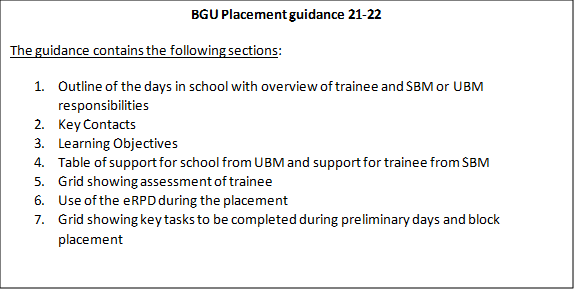 BGU Placement guidance 21-22
The guidance contains the following sections:
1. Outline of the days in school with overview of trainee and SBM or UBM
responsibilities
2. Key Contacts
3. Learning Objectives
4. Table of support for school from UBM and support for trainee from SBM
5. Grid showing assessment of trainee
6. Use of the eRPD during the placement
7. Grid showing key tasks to be completed during preliminary days and block
placement